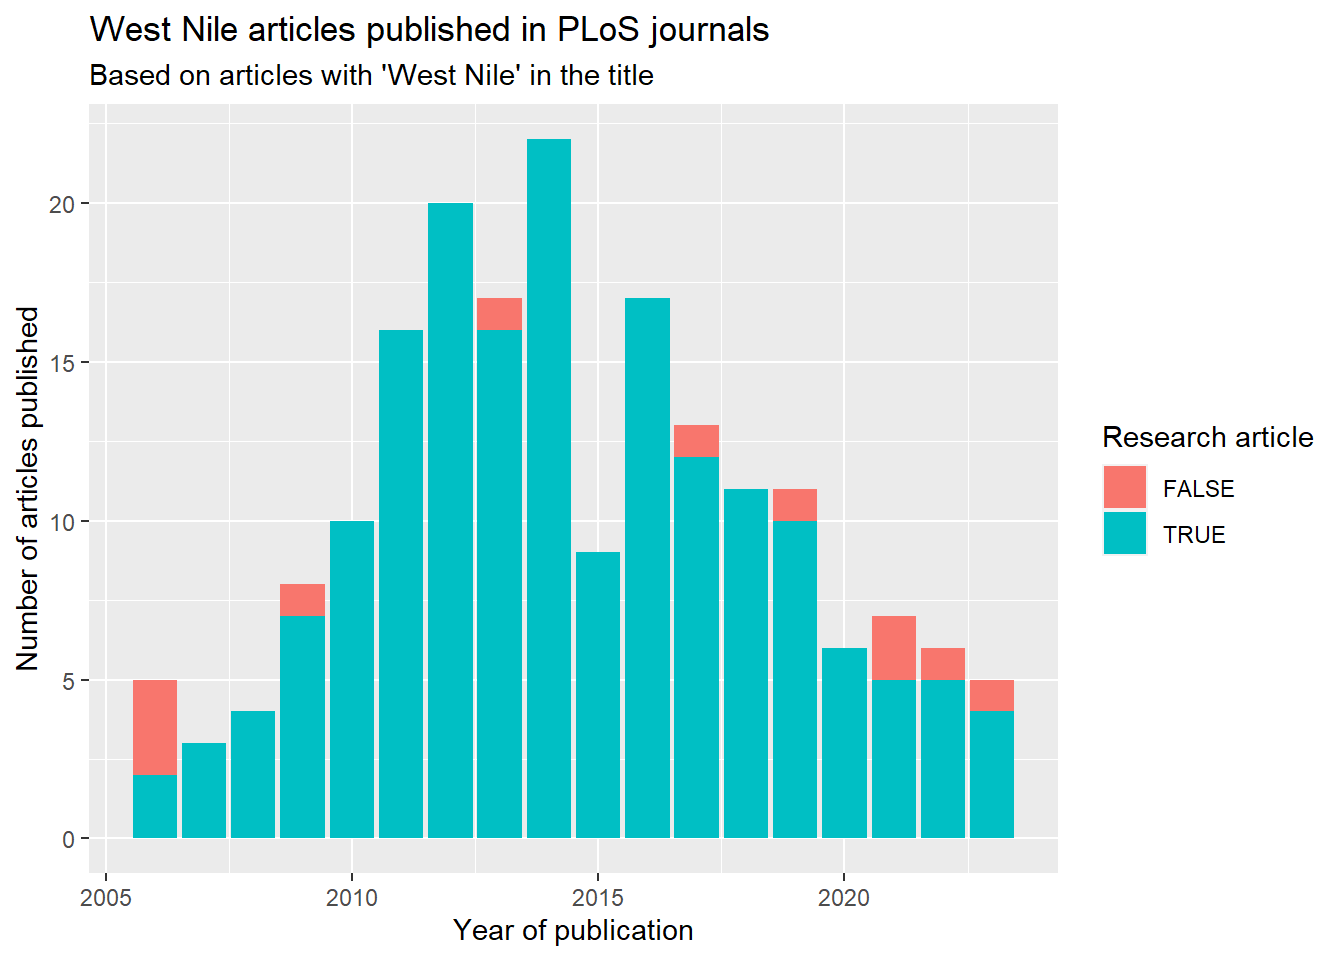 West Nile articles published in PLoS journals
Based on articles with 'West Nile' in the title
Number of articles published
20
15
10
5
0
2005
2010
2015
2020
Year of publication
Research article
FALSE
TRUE